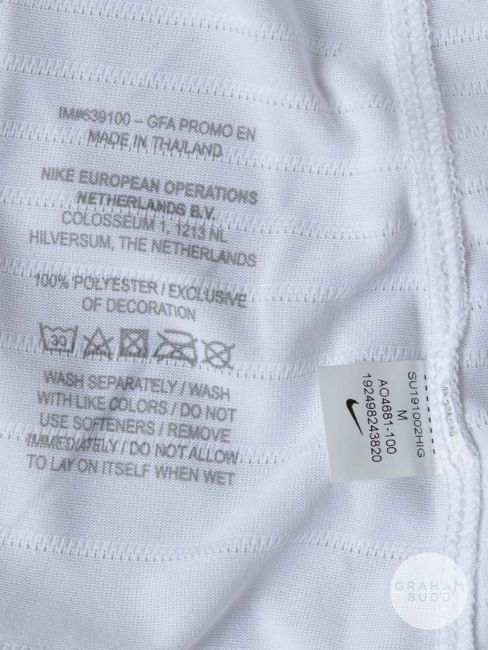 IM#639100 – GFA PROMO EN
MADE IN THAILAND
NIKE EUROPEAN OPERATIONS
NETHERLANDS B.V.
COLOSSEUM 1, 1213 NL
HILVERSUM, THE NETHERLANDS
100% POLYESTER / EXCLUSIVE
OF DECORATION
30
WASH SEPARATELY / WASH
WITH LIKE COLORS / DO NOT
USE SOFTENERS / REMOVE
IMMEDIATELY / DO NOT ALLOW
TO LAY ON ITSELF WHEN WET
SU191002HIG
M
AO4681-100
192498243820
GRAHAM
BUDD